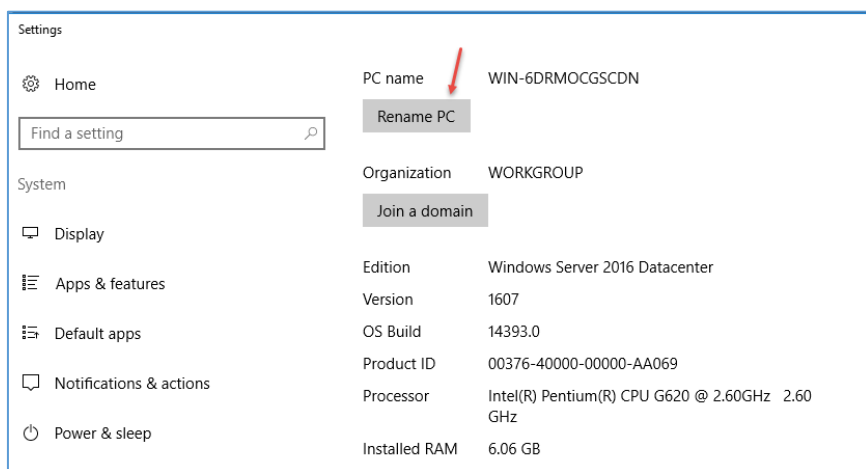 Settings
Home
Find a setting
System
Display
Apps & features
Default apps
Notifications & actions
Power & sleep
PC name WIN-6DRMOCGSCDN
Rename PC
Organization WORKGROUP
Join a domain
Edition Windows Server 2016 Datacenter
Version 1607
OS Build 14393.0
Product ID 00376-40000-00000-AA069
Processor Intel(R) Pentium(R) CPU G620 @ 2.60GHz 2.60
GHz
Installed RAM 6.06 GB